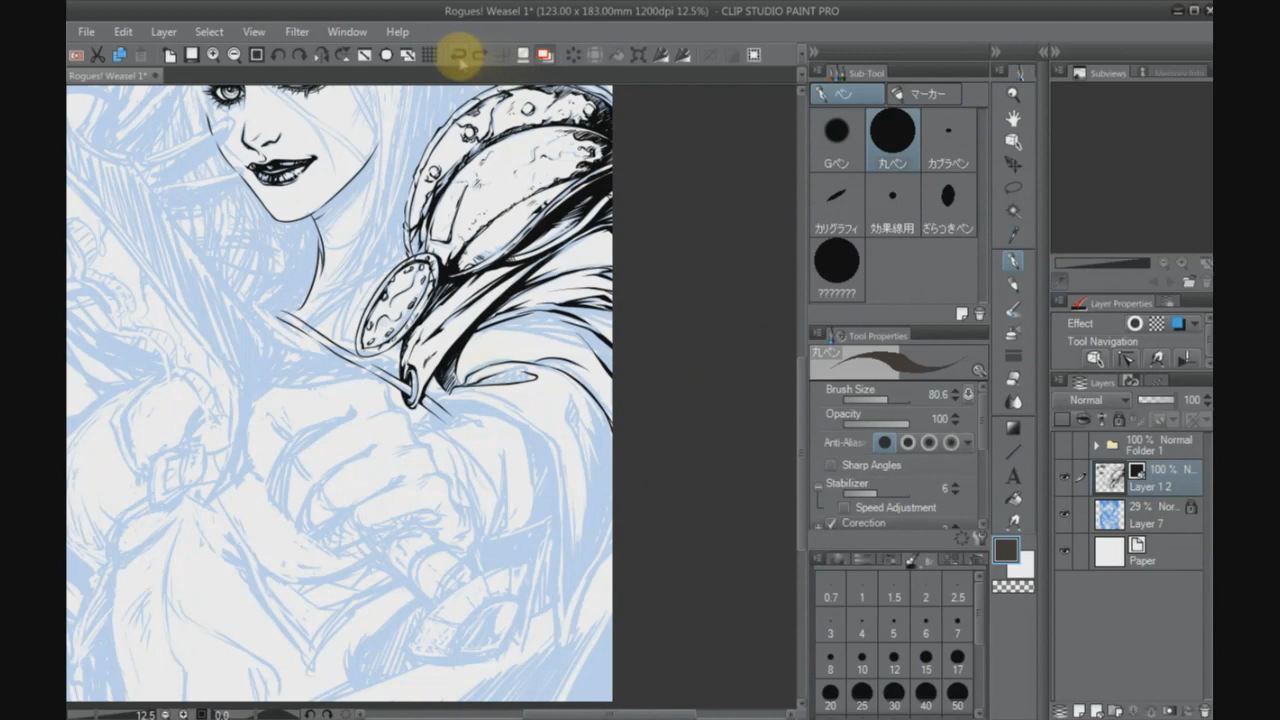 Rogues! Weasel 1* (123.00 x 183.00mm 1200dpi 12.5%) - CLIP STUDIO PAINT PRO
File Edit Layer Select View Filter Window Help
Rogues! Weasel 1*
Sub-Tool
ペン マーカー
Gペン 丸ペン カブラペン
カリグラフィ 効果線用 ざらつきペン
???????
Tool Properties
丸ペン
Brush Size 80.6
Opacity 100
Anti-Alias
Sharp Angles
Stabilizer 6
Speed Adjustment
Corection
0.7 1 1.5 2 2.5
3 4 5 6 7
8 10 12 15 17
20 25 30 40 50
Subviews
Layer Properties
Effect
Tool Navigation
Layers
Normal 100
100 % Normal
Folder 1
100 % N...
Layer 1 2
29 % Nor...
Layer 7
Paper
12.5 0.0